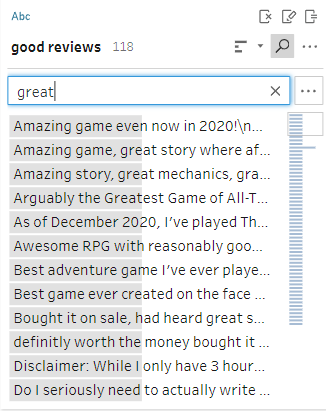 Abc
good reviews 118
great
Amazing game even now in 2020!\n...
Amazing game, great story where af...
Amazing story, great mechanics, gra...
Arguably the Greatest Game of All-T...
As of December 2020, I've played Th...
Awesome RPG with reasonably goo...
Best adventure game I've ever playe...
Best game ever created on the face ...
Bought it on sale, had heard great s...
definitly worth the money bought it ...
Disclaimer: While I only have 3 hour...
Do I seriously need to actually write ...